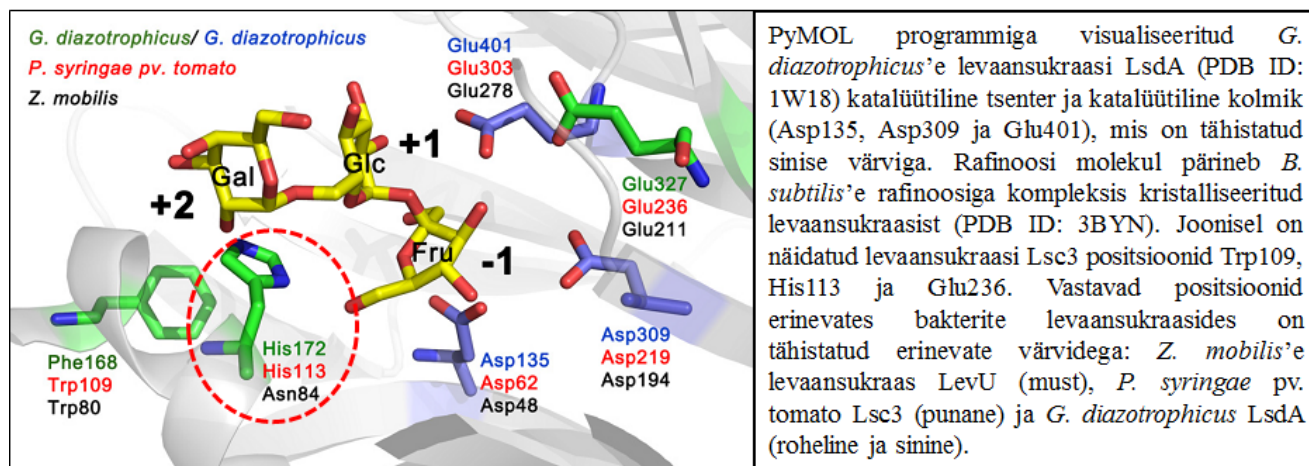 G. diazotrophicus/ G. diazotrophicus
P. syringae pv. tomato
Z. mobilis
Glu401
Glu303
Glu278
+1
Glc
Gal
+2
Glu327
Glu236
Glu211
Fru
-1
Phe168
Trp109
Trp80
His172
His113
Asn84
Asp135
Asp62
Asp48
Asp309
Asp219
Asp194
PyMOL programmiga visualiseeritud G.
diazotrophicus’e levaansukraasi LsdA (PDB ID:
1W18) katalüütiline tsenter ja katalüütiline kolmik
(Asp135, Asp309 ja Glu401), mis on tähistatud
sinise värviga. Rafinoosi molekul pärineb B.
subtilis’e rafinoosiga kompleksis kristalliseeritud
levaansukraasist (PDB ID: 3BYN). Joonisel on
näidatud levaansukraasi Lsc3 positsioonid Trp109,
His113 ja Glu236. Vastavad positsioonid
erinevates bakterite levaansukraasides on
tähistatud erinevate värvidega: Z. mobilis’e
levaansukraas LevU (must), P. syringae pv.
tomato Lsc3 (punane) ja G. diazotrophicus LsdA
(roheline ja sinine).